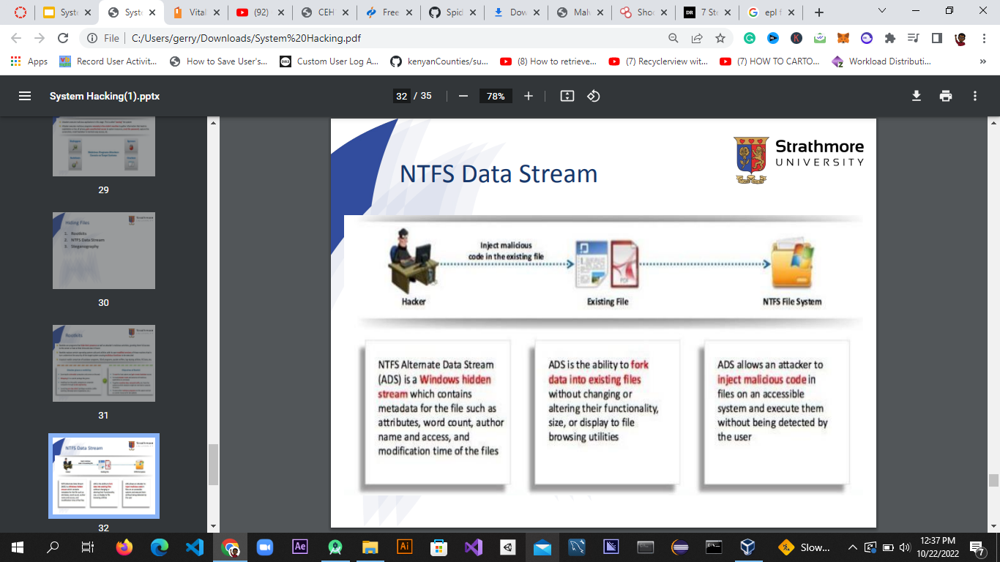 Syste
Syste
Vital
(92)
CEH
Free
Spid
Dow
Malw
Shod
DR
7 Ste
epl f
File
C:/Users/gerry/Downloads/System%20Hacking.pdf
Apps
Record User Activit...
How to Save User's...
Custom User Log A...
kenyanCounties/su...
(8) How to retrieve...
(7) Recyclerview wit...
(7) HOW TO CARTO...
Workload Distributi...
»
System Hacking(1).pptx
32 / 35
78%
29
Hiding Files
1. Rootkits
2. NTFS Data Stream
3. Steganography
30
Rootkits
31
NTFS Data Stream
32
NTFS Data Stream
Strathmore
UNIVERSITY
Inject malicious
code in the existing file
Hacker
Existing File
NTFS File System
NTFS Alternate Data Stream
(ADS) is a Windows hidden
stream which contains
metadata for the file such as
attributes, word count, author
name and access, and
modification time of the files
ADS is the ability to fork
data into existing files
without changing or
altering their functionality,
size, or display to file
browsing utilities
ADS allows an attacker to
inject malicious code in
files on an accessible
system and execute them
without being detected by
the user
Ae
Ai
Slow...
12:37 PM
10/22/2022
7